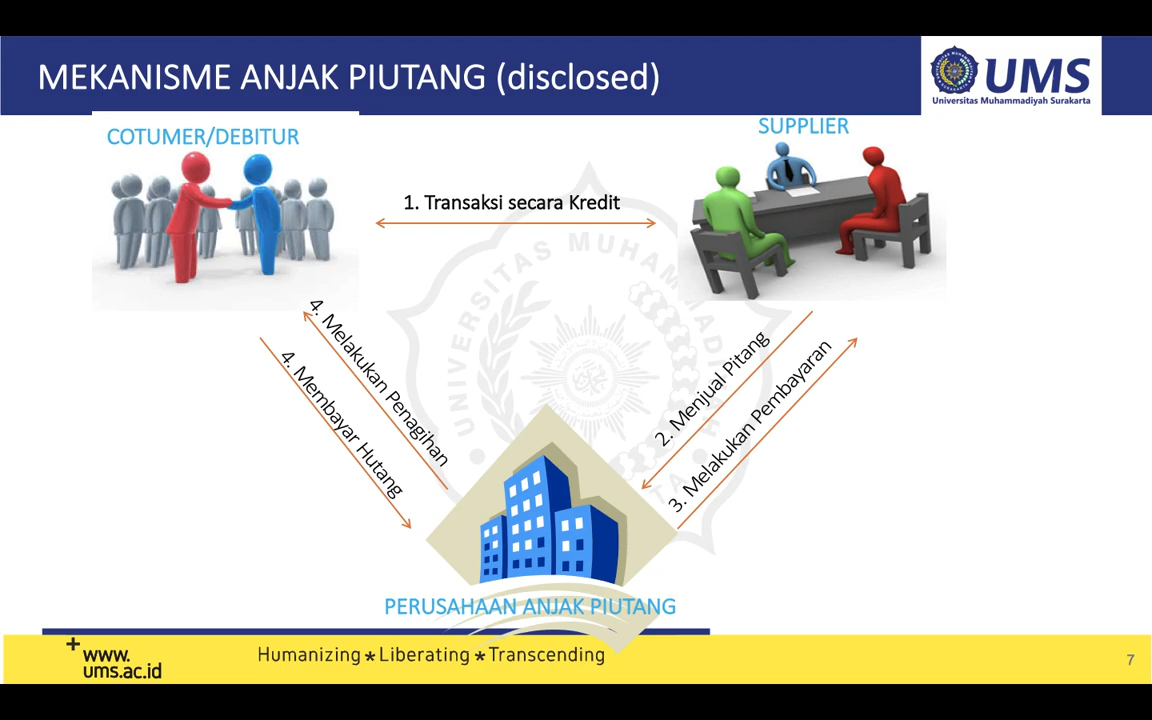 MEKANISME ANJAK PIUTANG (disclosed)
UMS
Universitas Muhammadiyah Surakarta
COTUMER/DEBITUR
SUPPLIER
1. Transaksi secara Kredit
4. Melakukan Penagihan
4. Membayar Hutang
2. Menjual Pitang
3. Melakukan Pembayaran
UNIVERSITAS MUHAMMADIYAH
PERUSAHAAN ANJAK PIUTANG
www.
ums.ac.id
Humanizing * Liberating * Transcending
7